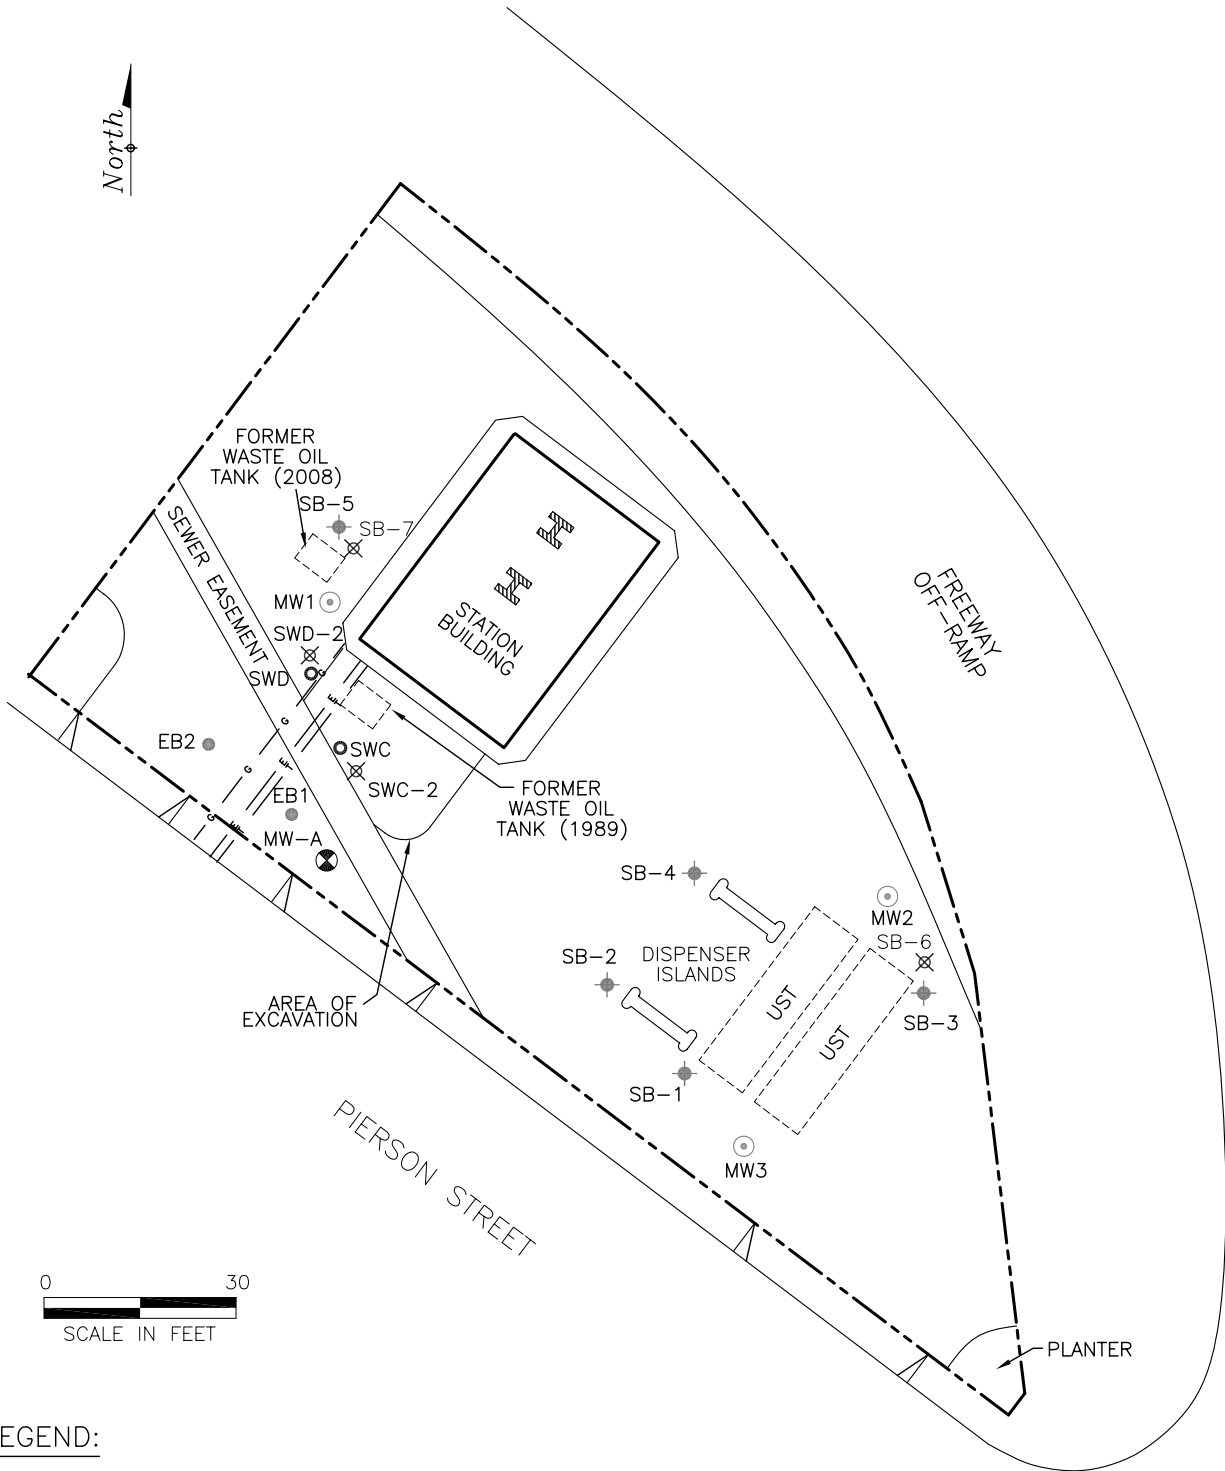 North
FORMER
WASTE OIL
TANK (2008)
SB-5
SB-7
SEWER EASEMENT
MW1
SWD-2
SWD
STATION
BUILDING
FREEWAY
OFF-RAMP
G
E
T
EB2
G
SWC
SWC-2
G
E
T
EB1
G
E
T
MW-A
FORMER
WASTE OIL
TANK (1989)
SB-4
MW2
SB-6
SB-2
DISPENSER
ISLANDS
UST
UST
SB-3
AREA OF
EXCAVATION
SB-1
MW3
PIERSON STREET
0 30
SCALE IN FEET
PLANTER
EGEND: